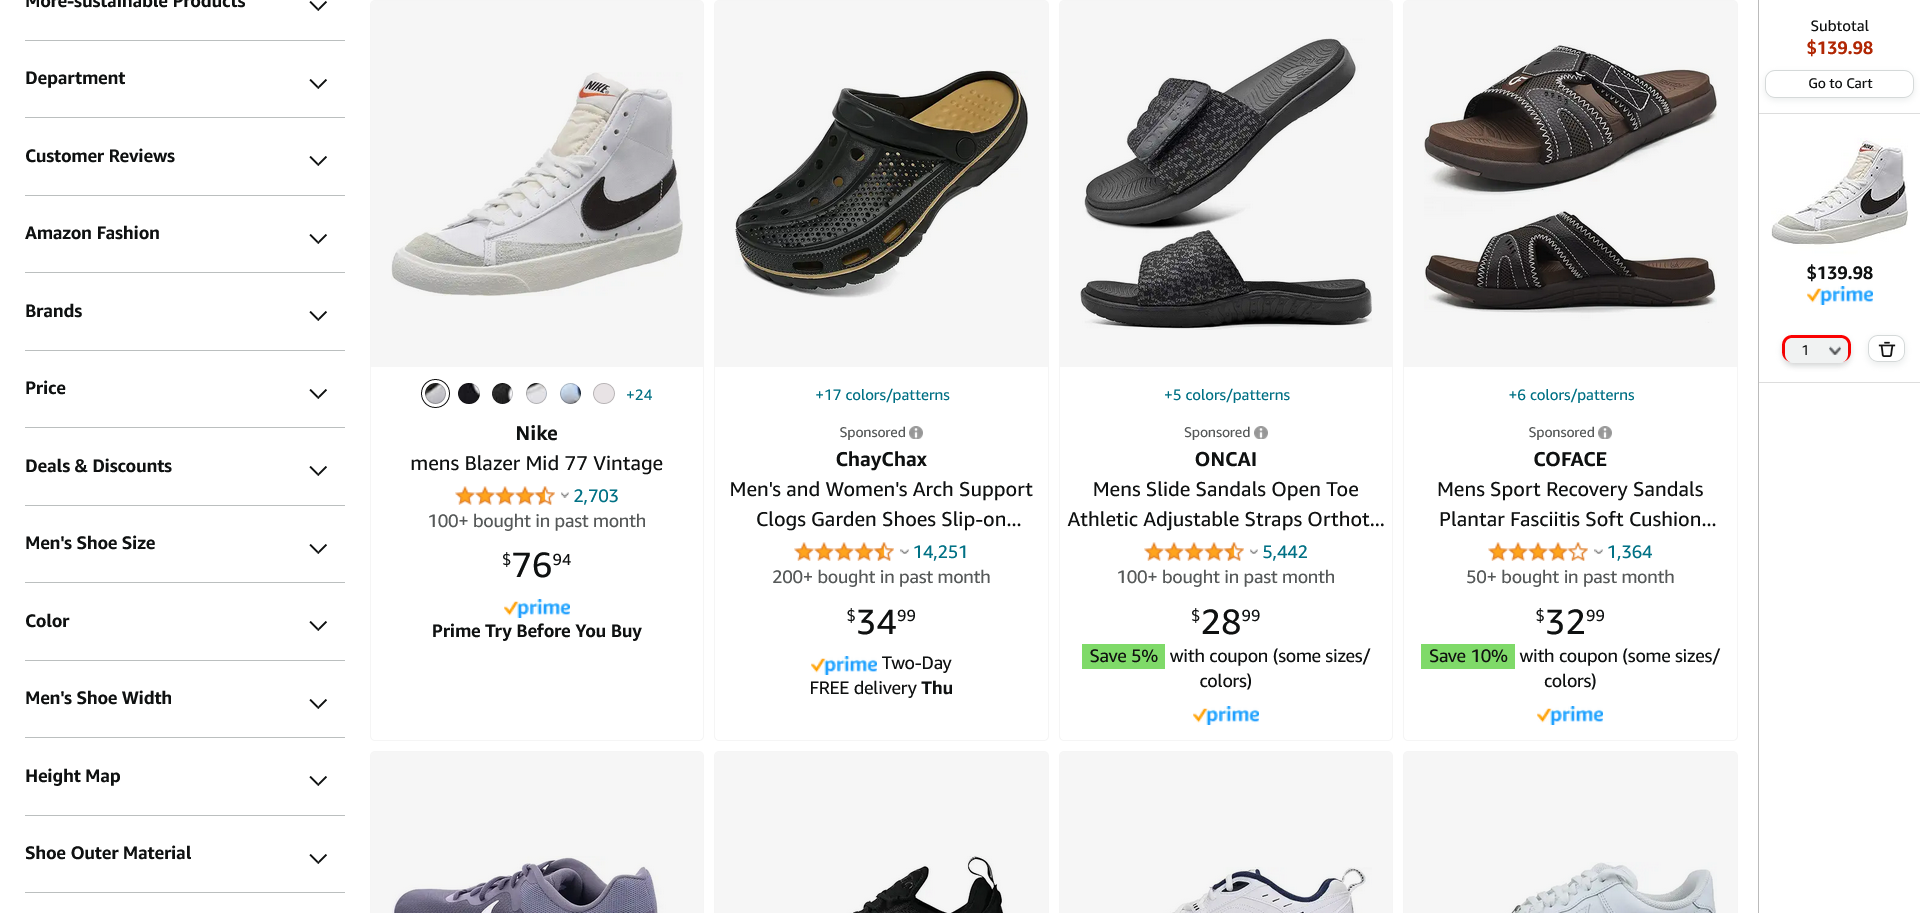 More-sustainable Products
Department
Customer Reviews
Amazon Fashion
Brands
Price
Deals & Discounts
Men's Shoe Size
Color
Men's Shoe Width
Height Map
Shoe Outer Material
NIKE
+24
Nike
mens Blazer Mid 77 Vintage
2,703
100+ bought in past month
$76 94
prime
Prime Try Before You Buy
+17 colors/patterns
Sponsored
ChayChax
Men's and Women's Arch Support
Clogs Garden Shoes Slip-on...
14,251
200+ bought in past month
$34 99
prime Two-Day
FREE delivery Thu
+5 colors/patterns
Sponsored
ONCAI
Mens Slide Sandals Open Toe
Athletic Adjustable Straps Orthot...
5,442
100+ bought in past month
$28 99
Save 5% with coupon (some sizes/
colors)
prime
CF
+6 colors/patterns
Sponsored
COFACE
Mens Sport Recovery Sandals
Plantar Fasciitis Soft Cushion...
1,364
50+ bought in past month
$32 99
Save 10% with coupon (some sizes/
colors)
prime
Subtotal
$139.98
Go to Cart
NIKE
$139.98
prime
1